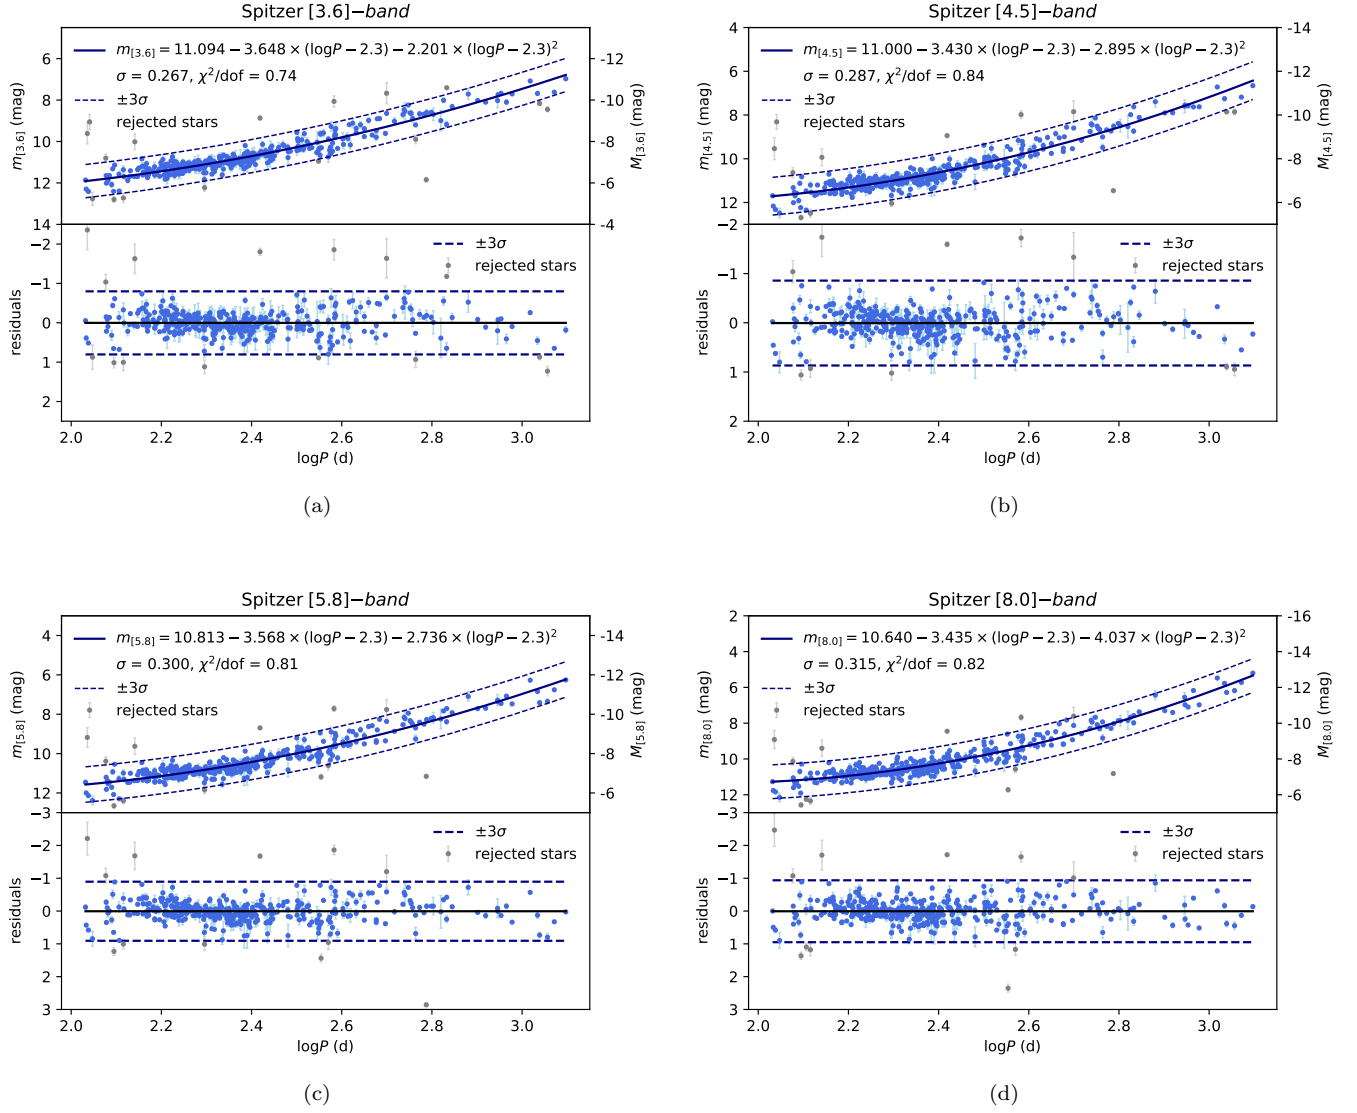 Spitzer [3.6]−band
m[3.6] = 11.094 − 3.648 × (logP − 2.3) − 2.201 × (logP − 2.3)²
σ = 0.267, χ²/dof = 0.74
±3σ
rejected stars
6
8
10
12
14
m[3.6] (mag)
-12
-10
-8
-6
-4
M[3.6] (mag)
±3σ
rejected stars
−2
−1
0
1
2
residuals
2.0 2.2 2.4 2.6 2.8 3.0
logP (d)
(a)
Spitzer [4.5]−band
m[4.5] = 11.000 − 3.430 × (logP − 2.3) − 2.895 × (logP − 2.3)²
σ = 0.287, χ²/dof = 0.84
±3σ
rejected stars
4
6
8
10
12
m[4.5] (mag)
-14
-12
-10
-8
-6
M[4.5] (mag)
±3σ
rejected stars
−2
−1
0
1
2
residuals
2.0 2.2 2.4 2.6 2.8 3.0
logP (d)
(b)
Spitzer [5.8]−band
m[5.8] = 10.813 − 3.568 × (logP − 2.3) − 2.736 × (logP − 2.3)²
σ = 0.300, χ²/dof = 0.81
±3σ
rejected stars
4
6
8
10
12
m[5.8] (mag)
-14
-12
-10
-8
-6
M[5.8] (mag)
±3σ
rejected stars
−3
−2
−1
0
1
2
3
residuals
2.0 2.2 2.4 2.6 2.8 3.0
logP (d)
(c)
Spitzer [8.0]−band
m[8.0] = 10.640 − 3.435 × (logP − 2.3) − 4.037 × (logP − 2.3)²
σ = 0.315, χ²/dof = 0.82
±3σ
rejected stars
2
4
6
8
10
12
m[8.0] (mag)
-16
-14
-12
-10
-8
-6
M[8.0] (mag)
±3σ
rejected stars
−3
−2
−1
0
1
2
3
residuals
2.0 2.2 2.4 2.6 2.8 3.0
logP (d)
(d)